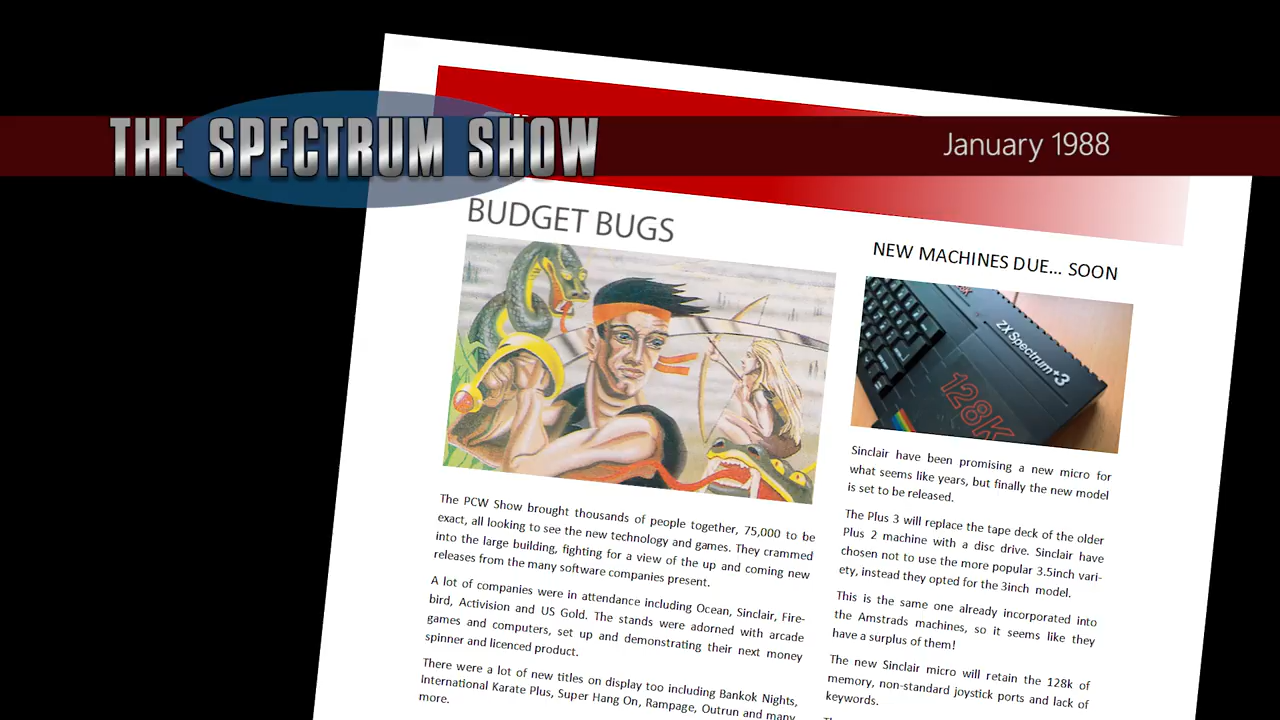 THE SPECTRUM SHOW
January 1988
BUDGET BUGS
The PCW Show brought thousands of people together, 75,000 to be
exact, all looking to see the new technology and games. They crammed
into the large building, fighting for a view of the up and coming new
releases from the many software companies present.
A lot of companies were in attendance including Ocean, Sinclair, Fire-
bird, Activision and US Gold. The stands were adorned with arcade
games and computers, set up and demonstrating their next money
spinner and licenced product.
There were a lot of new titles on display too including Bankok Nights,
International Karate Plus, Super Hang On, Rampage, Outrun and many
more.
NEW MACHINES DUE... SOON
ZX Spectrum+3
128K
Sinclair have been promising a new micro for
what seems like years, but finally the new model
is set to be released.
The Plus 3 will replace the tape deck of the older
Plus 2 machine with a disc drive. Sinclair have
chosen not to use the more popular 3.5inch vari-
ety, instead they opted for the 3inch model.
This is the same one already incorporated into
the Amstrads machines, so it seems like they
have a surplus of them!
The new Sinclair micro will retain the 128k of
memory, non-standard joystick ports and lack of
keywords.